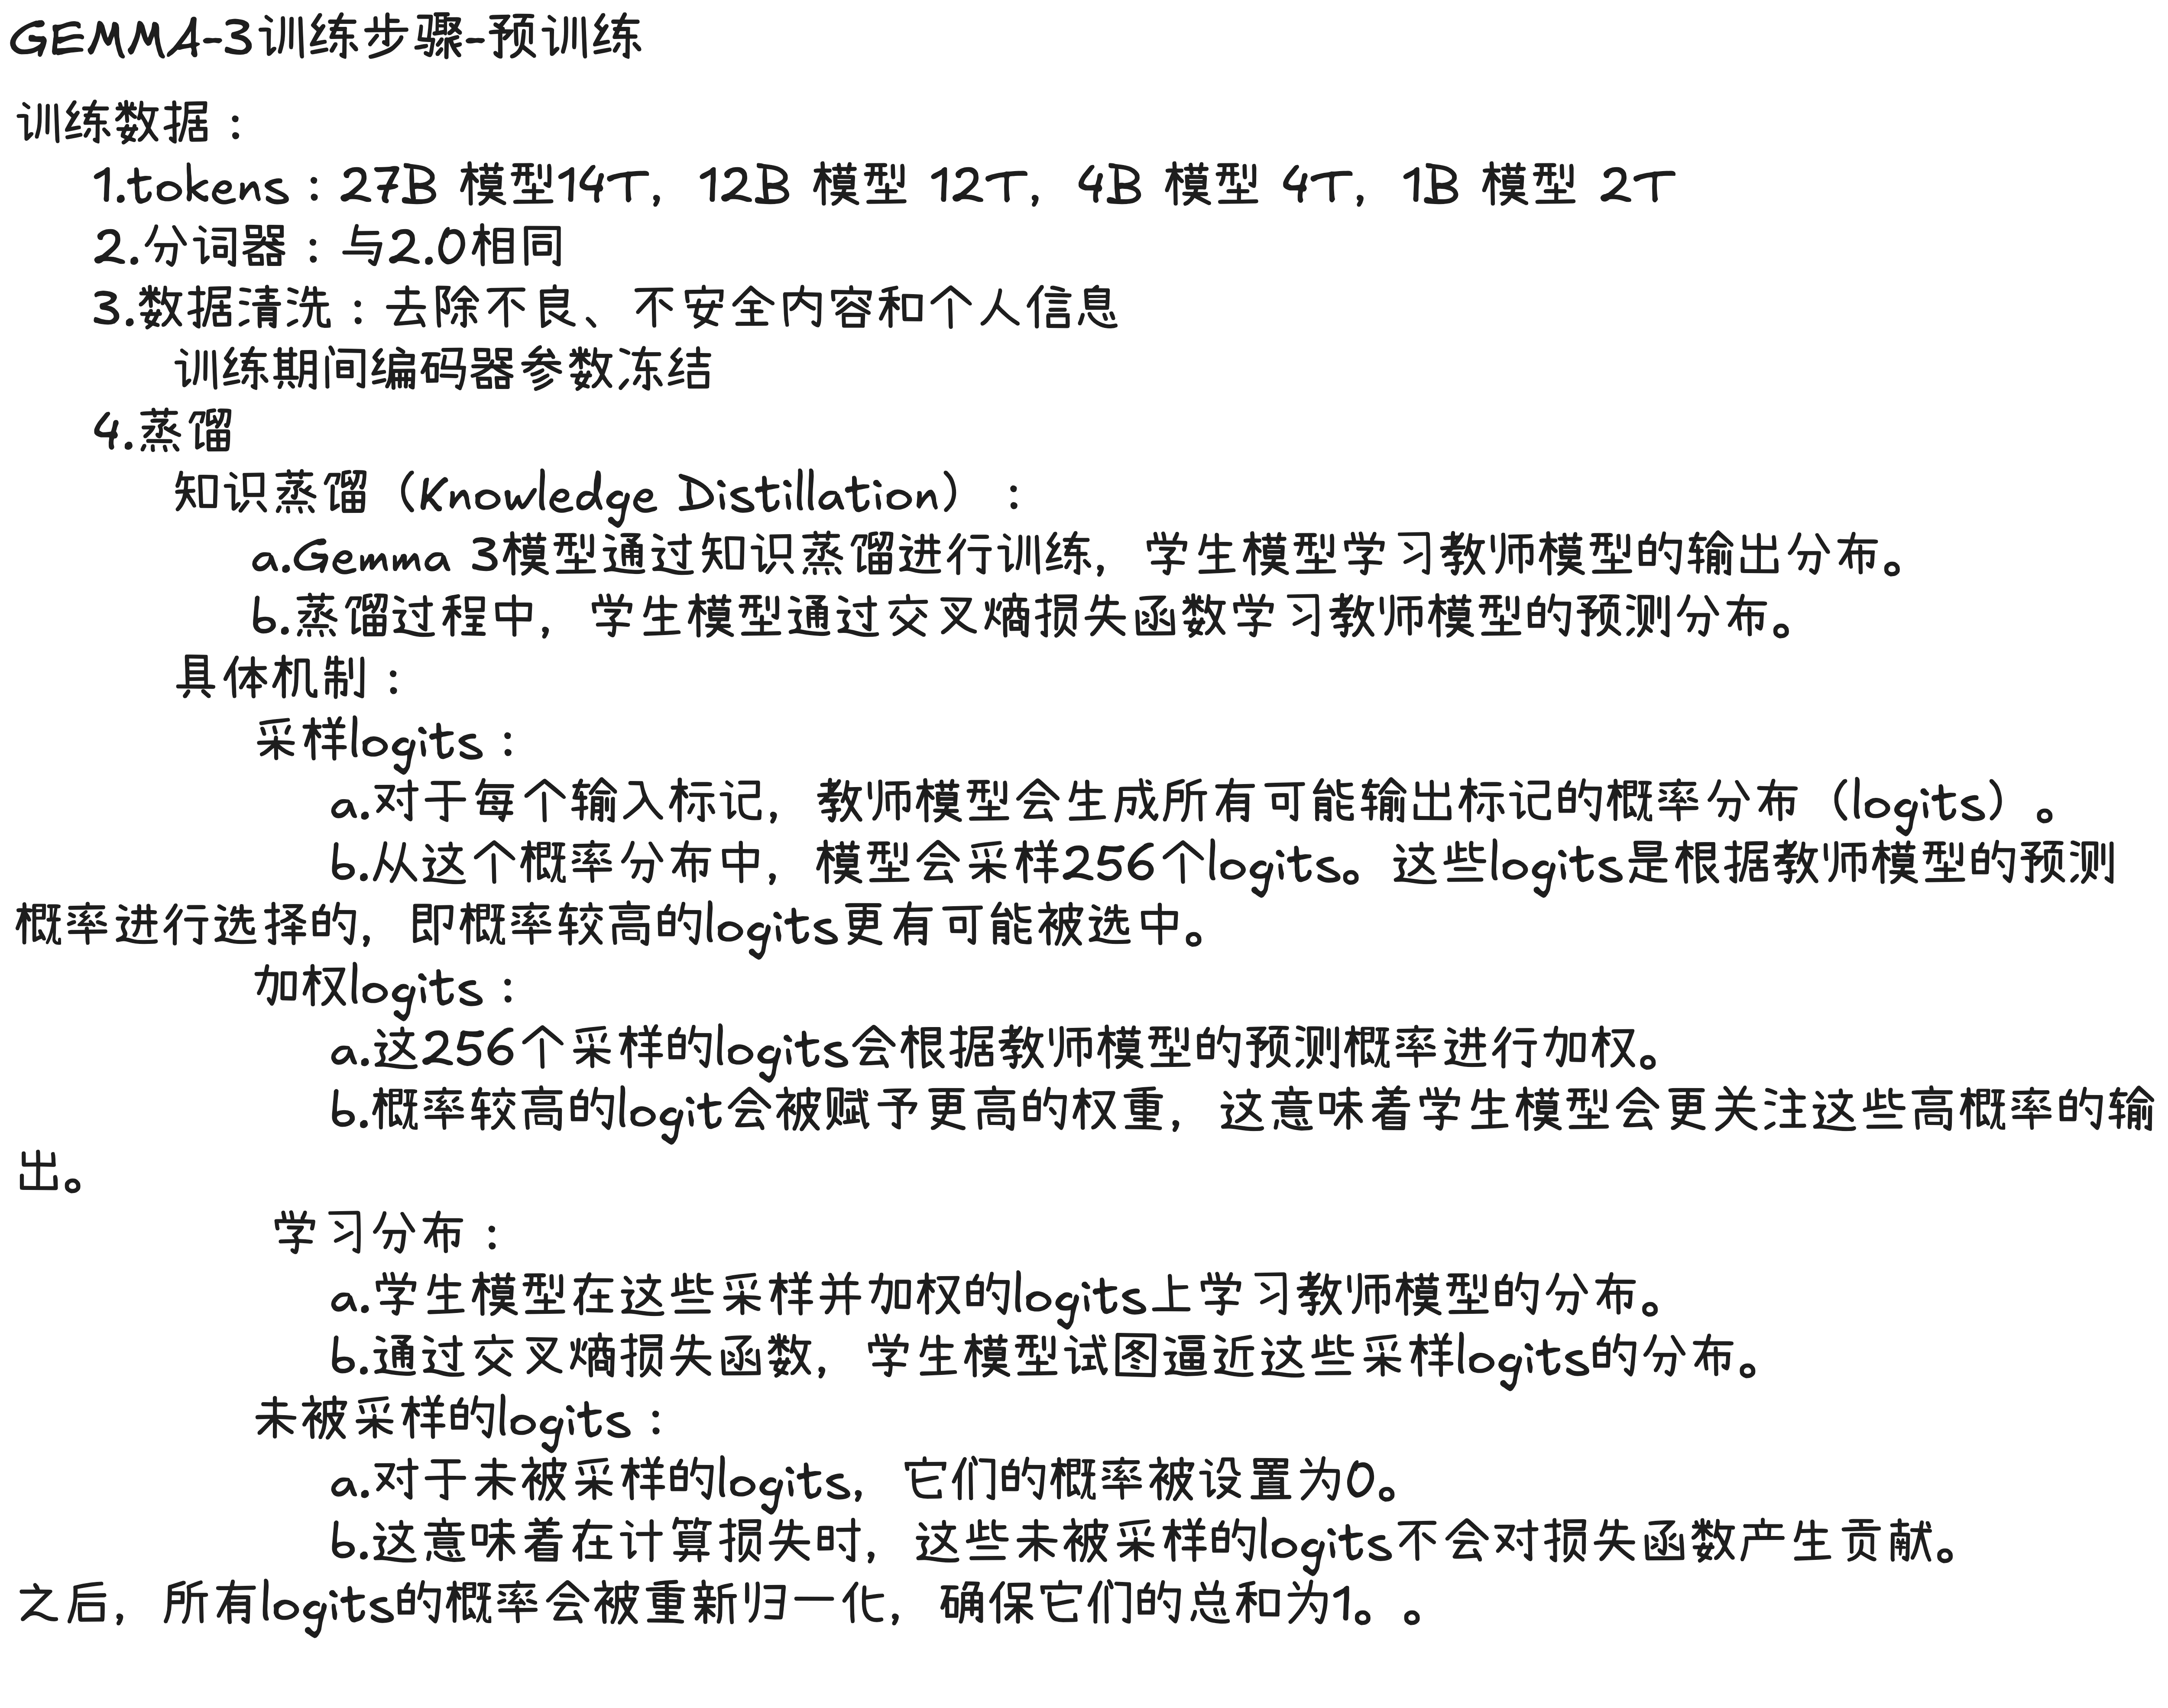 GEMMA-3训练步骤-预训练
训练数据：
1.tokens：27B 模型14T，12B 模型 12T，4B 模型 4T，1B 模型 2T
2.分词器：与2.0相同
3.数据清洗：去除不良、不安全内容和个人信息
训练期间编码器参数冻结
4.蒸馏
知识蒸馏（Knowledge Distillation）：
a.Gemma 3模型通过知识蒸馏进行训练，学生模型学习教师模型的输出分布。
b.蒸馏过程中，学生模型通过交叉熵损失函数学习教师模型的预测分布。
具体机制：
采样logits：
a.对于每个输入标记，教师模型会生成所有可能输出标记的概率分布（logits）。
b.从这个概率分布中，模型会采样256个logits。这些logits是根据教师模型的预测
概率进行选择的，即概率较高的logits更有可能被选中。
加权logits：
a.这256个采样的logits会根据教师模型的预测概率进行加权。
b.概率较高的logit会被赋予更高的权重，这意味着学生模型会更关注这些高概率的输
出。
学习分布：
a.学生模型在这些采样并加权的logits上学习教师模型的分布。
b.通过交叉熵损失函数，学生模型试图逼近这些采样logits的分布。
未被采样的logits：
a.对于未被采样的logits，它们的概率被设置为0。
b.这意味着在计算损失时，这些未被采样的logits不会对损失函数产生贡献。
之后，所有logits的概率会被重新归一化，确保它们的总和为1。。